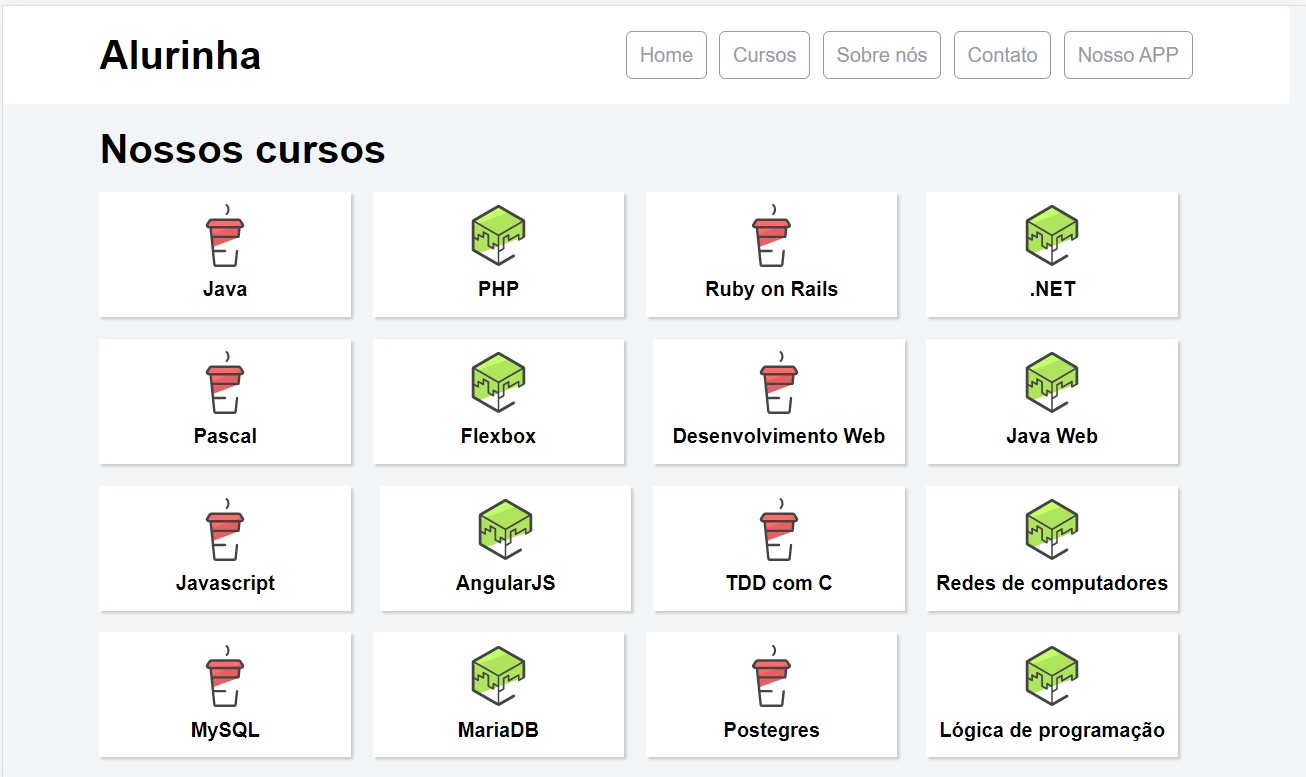 Alurinha
Home Cursos Sobre nós Contato Nosso APP
Nossos cursos
Java PHP Ruby on Rails .NET
Pascal Flexbox Desenvolvimento Web Java Web
Javascript AngularJS TDD com C Redes de computadores
MySQL MariaDB Postegres Lógica de programação